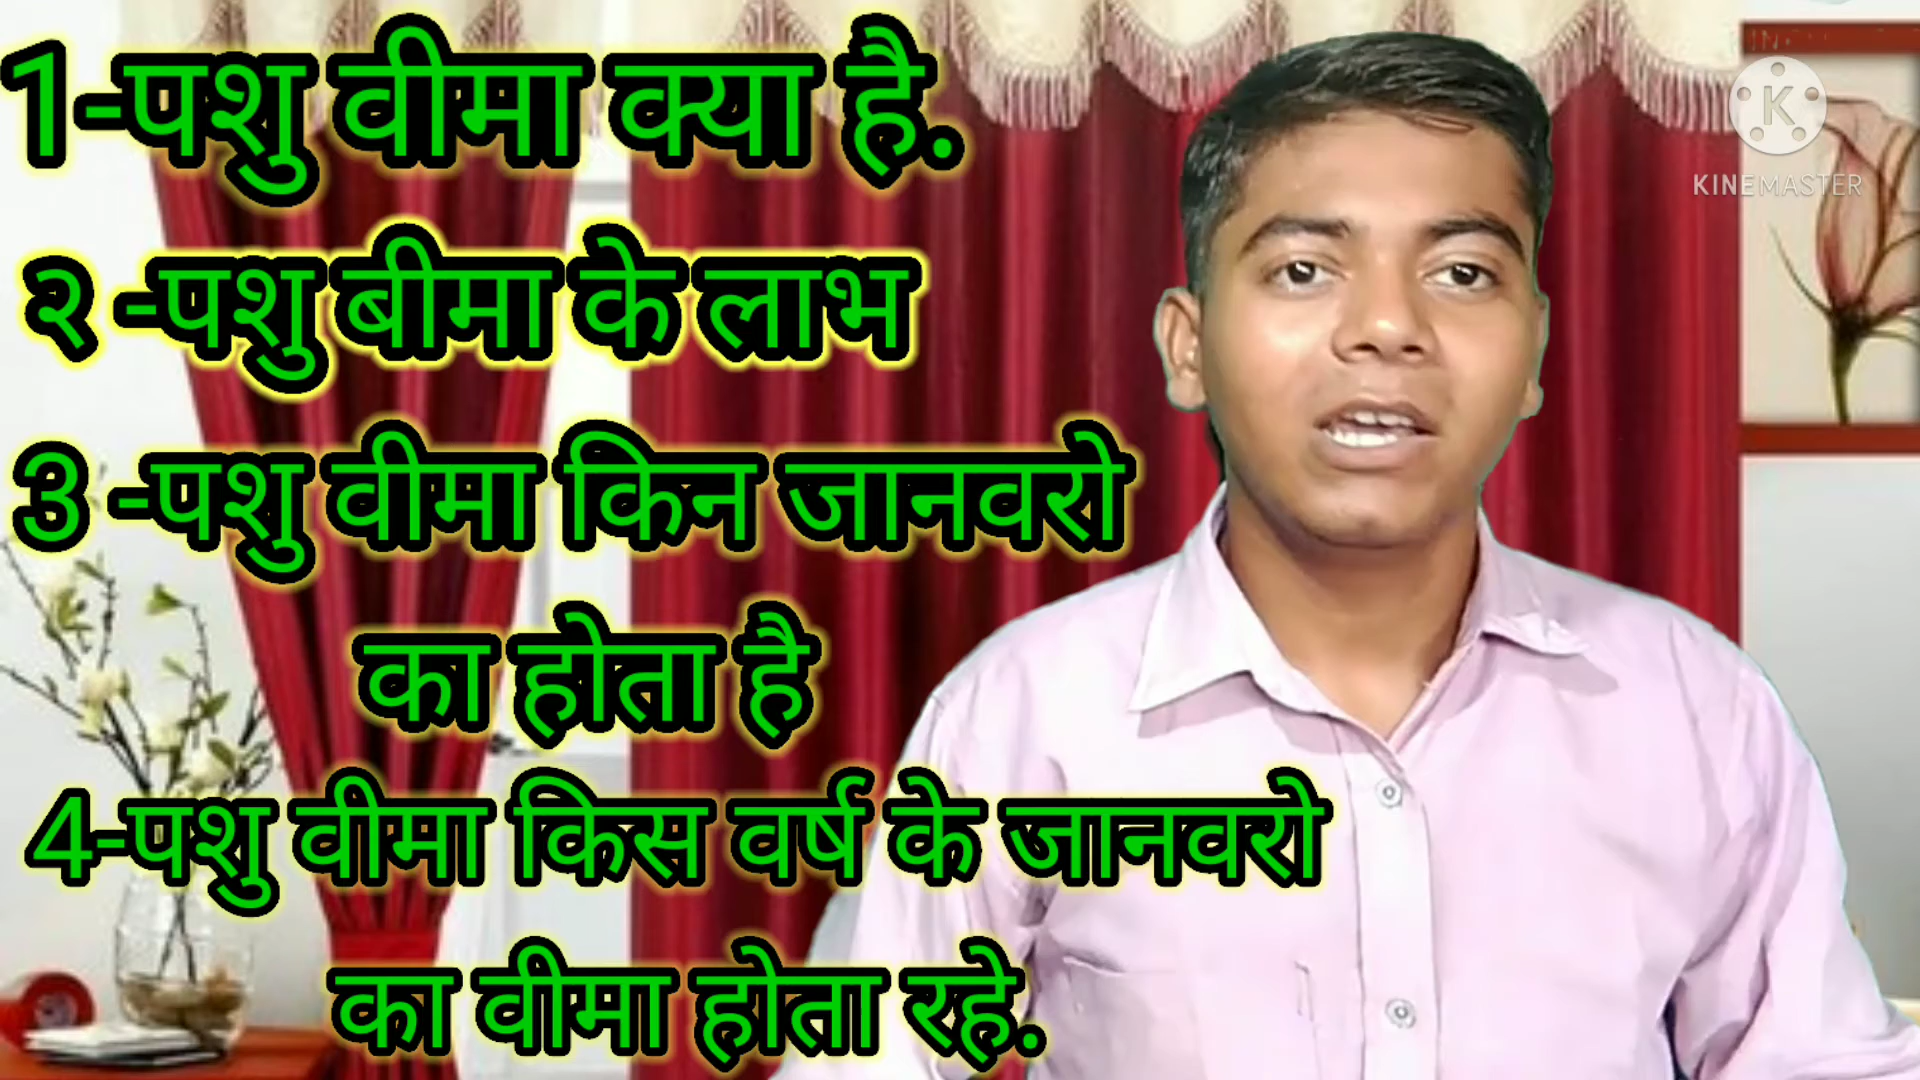 1-पशु वीमा क्या है.
२ -पशु बीमा के लाभ
3 -पशु वीमा किन जानवरो
का होता है
4-पशु वीमा किस वर्ष के जानवरो
का वीमा होता रहे.
K
KINEMASTER